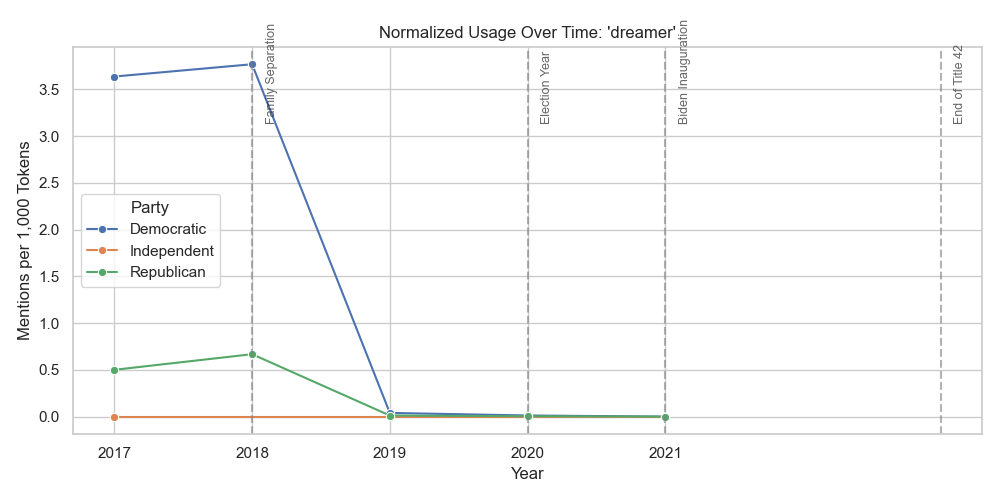 Normalized Usage Over Time: 'dreamer'
Family Separation
Election Year
Biden Inauguration
End of Title 42
Mentions per 1,000 Tokens
3.5
3.0
2.5
2.0
1.5
1.0
0.5
0.0
Party
Democratic
Independent
Republican
2017 2018 2019 2020 2021
Year